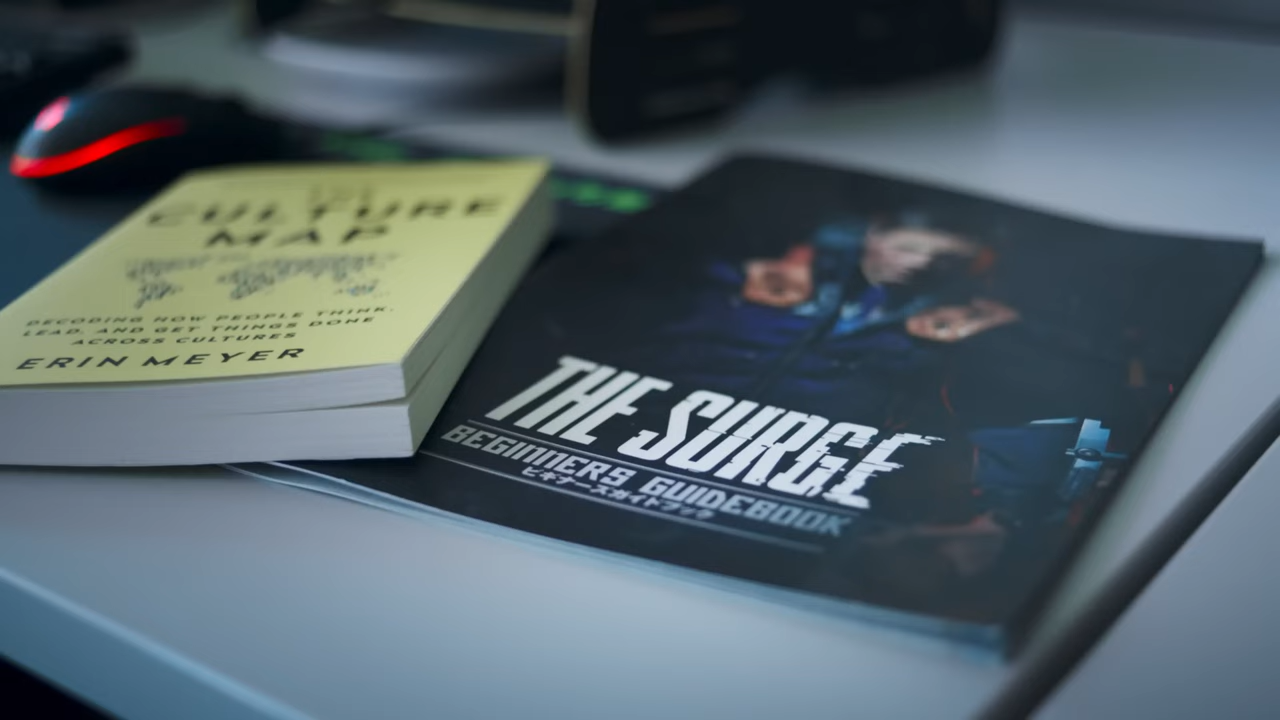 CULTURE
MAP
DECODING HOW PEOPLE THINK,
LEAD, AND GET THINGS DONE
ACROSS CULTURES
ERIN MEYER
THE SURGE
BEGINNERS GUIDEBOOK
ビギナーズガイドブック